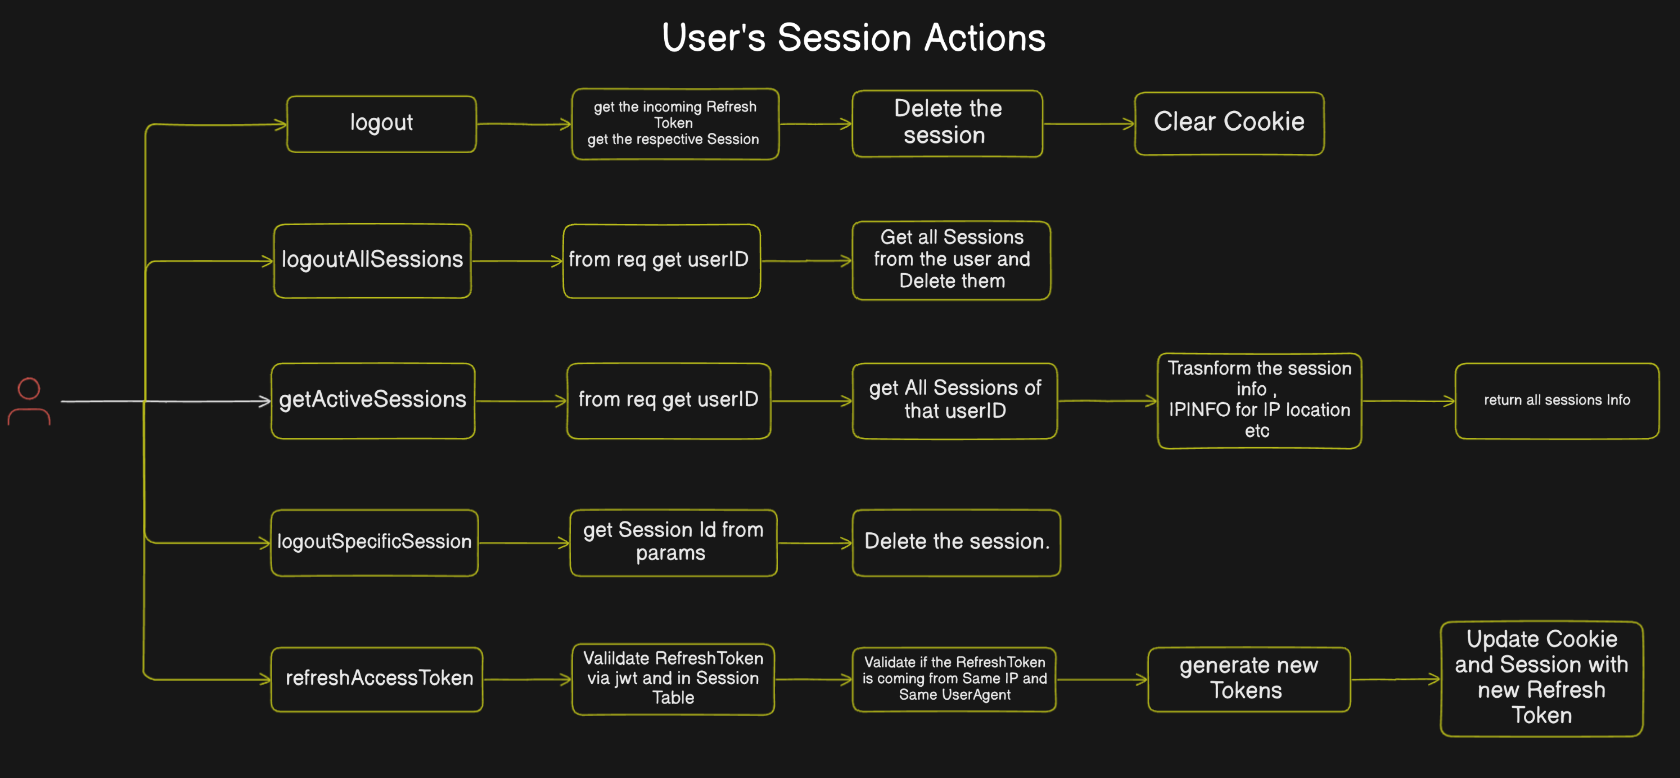 User's Session Actions
logout
get the incoming Refresh
Token
get the respective Session
Delete the
session
Clear Cookie
logoutAllSessions
from req get userID
Get all Sessions
from the user and
Delete them
getActiveSessions
from req get userID
get All Sessions of
that userID
Trasnform the session
info ,
IPINFO for IP location
etc
return all sessions Info
logoutSpecificSession
get Session Id from
params
Delete the session.
refreshAccessToken
Valildate RefreshToken
via jwt and in Session
Table
Validate if the RefreshToken
is coming from Same IP and
Same UserAgent
generate new
Tokens
Update Cookie
and Session with
new Refresh
Token